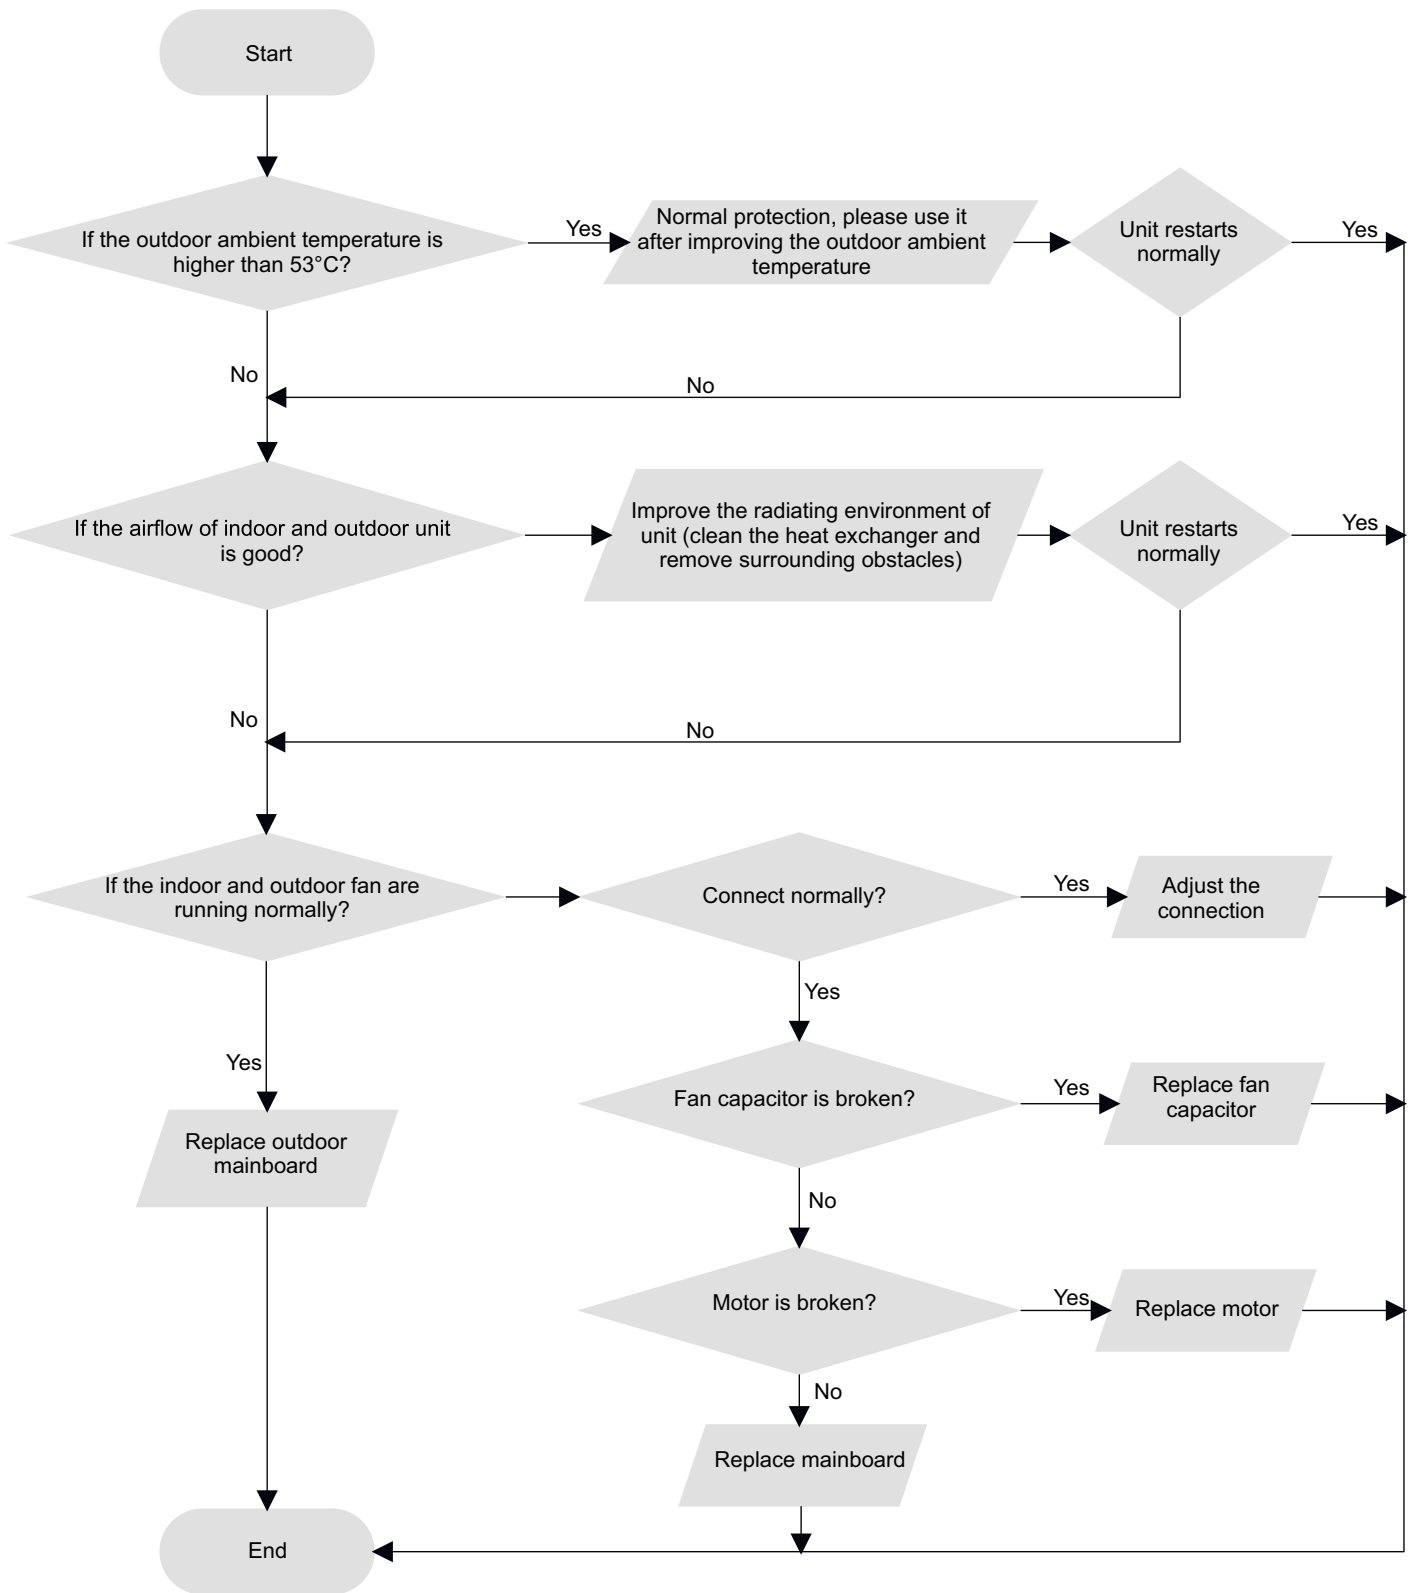 Start
If the outdoor ambient temperature is
higher than 53°C?
Yes
Normal protection, please use it
after improving the outdoor ambient
temperature
Unit restarts
normally
Yes
No
No
If the airflow of indoor and outdoor unit
is good?
Improve the radiating environment of
unit (clean the heat exchanger and
remove surrounding obstacles)
Unit restarts
normally
Yes
No
No
If the indoor and outdoor fan are
running normally?
Connect normally?
Yes
Adjust the
connection
Yes
Yes
Fan capacitor is broken?
Yes
Replace fan
capacitor
Replace outdoor
mainboard
No
Motor is broken?
Yes
Replace motor
No
Replace mainboard
End